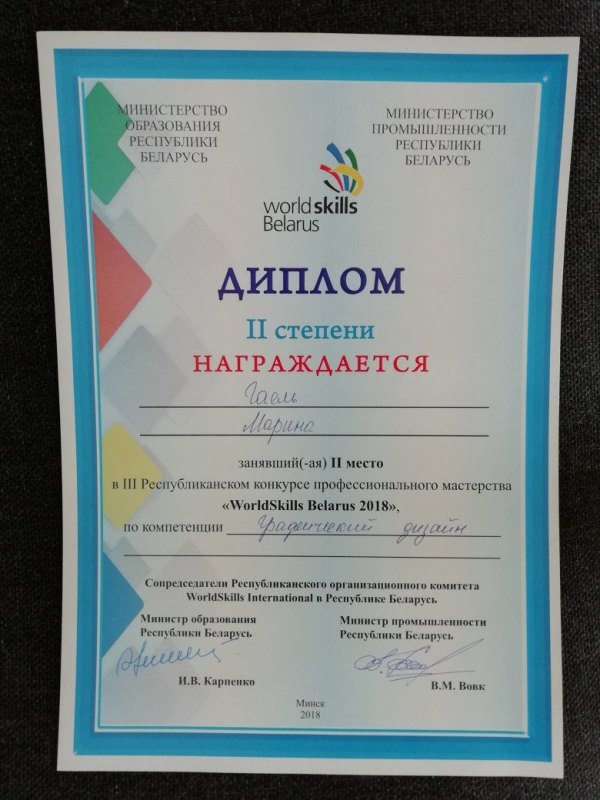 МИНИСТЕРСТВО
ОБРАЗОВАНИЯ
РЕСПУБЛИКИ
БЕЛАРУСЬ
МИНИСТЕРСТВО
ПРОМЫШЛЕННОСТИ
РЕСПУБЛИКИ
БЕЛАРУСЬ
worldskills
Belarus
ДИПЛОМ
II степени
НАГРАЖДАЕТСЯ
Гаель
Марина
занявший(-ая) II место
в III Республиканском конкурсе профессионального мастерства
«WorldSkills Belarus 2018»,
по компетенции Графический дизайн
Сопредседатели Республиканского организационного комитета
WorldSkills International в Республике Беларусь
Министр образования
Республики Беларусь
И.В. Карпенко
Министр промышленности
Республики Беларусь
В.М. Вовк
Минск
2018